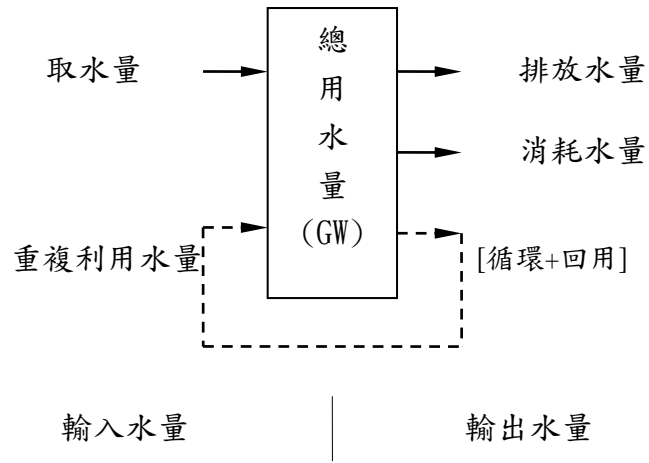 取水量
總用水量
(GW)
排放水量
消耗水量
重複利用水量
[循環+回用]
輸入水量
輸出水量